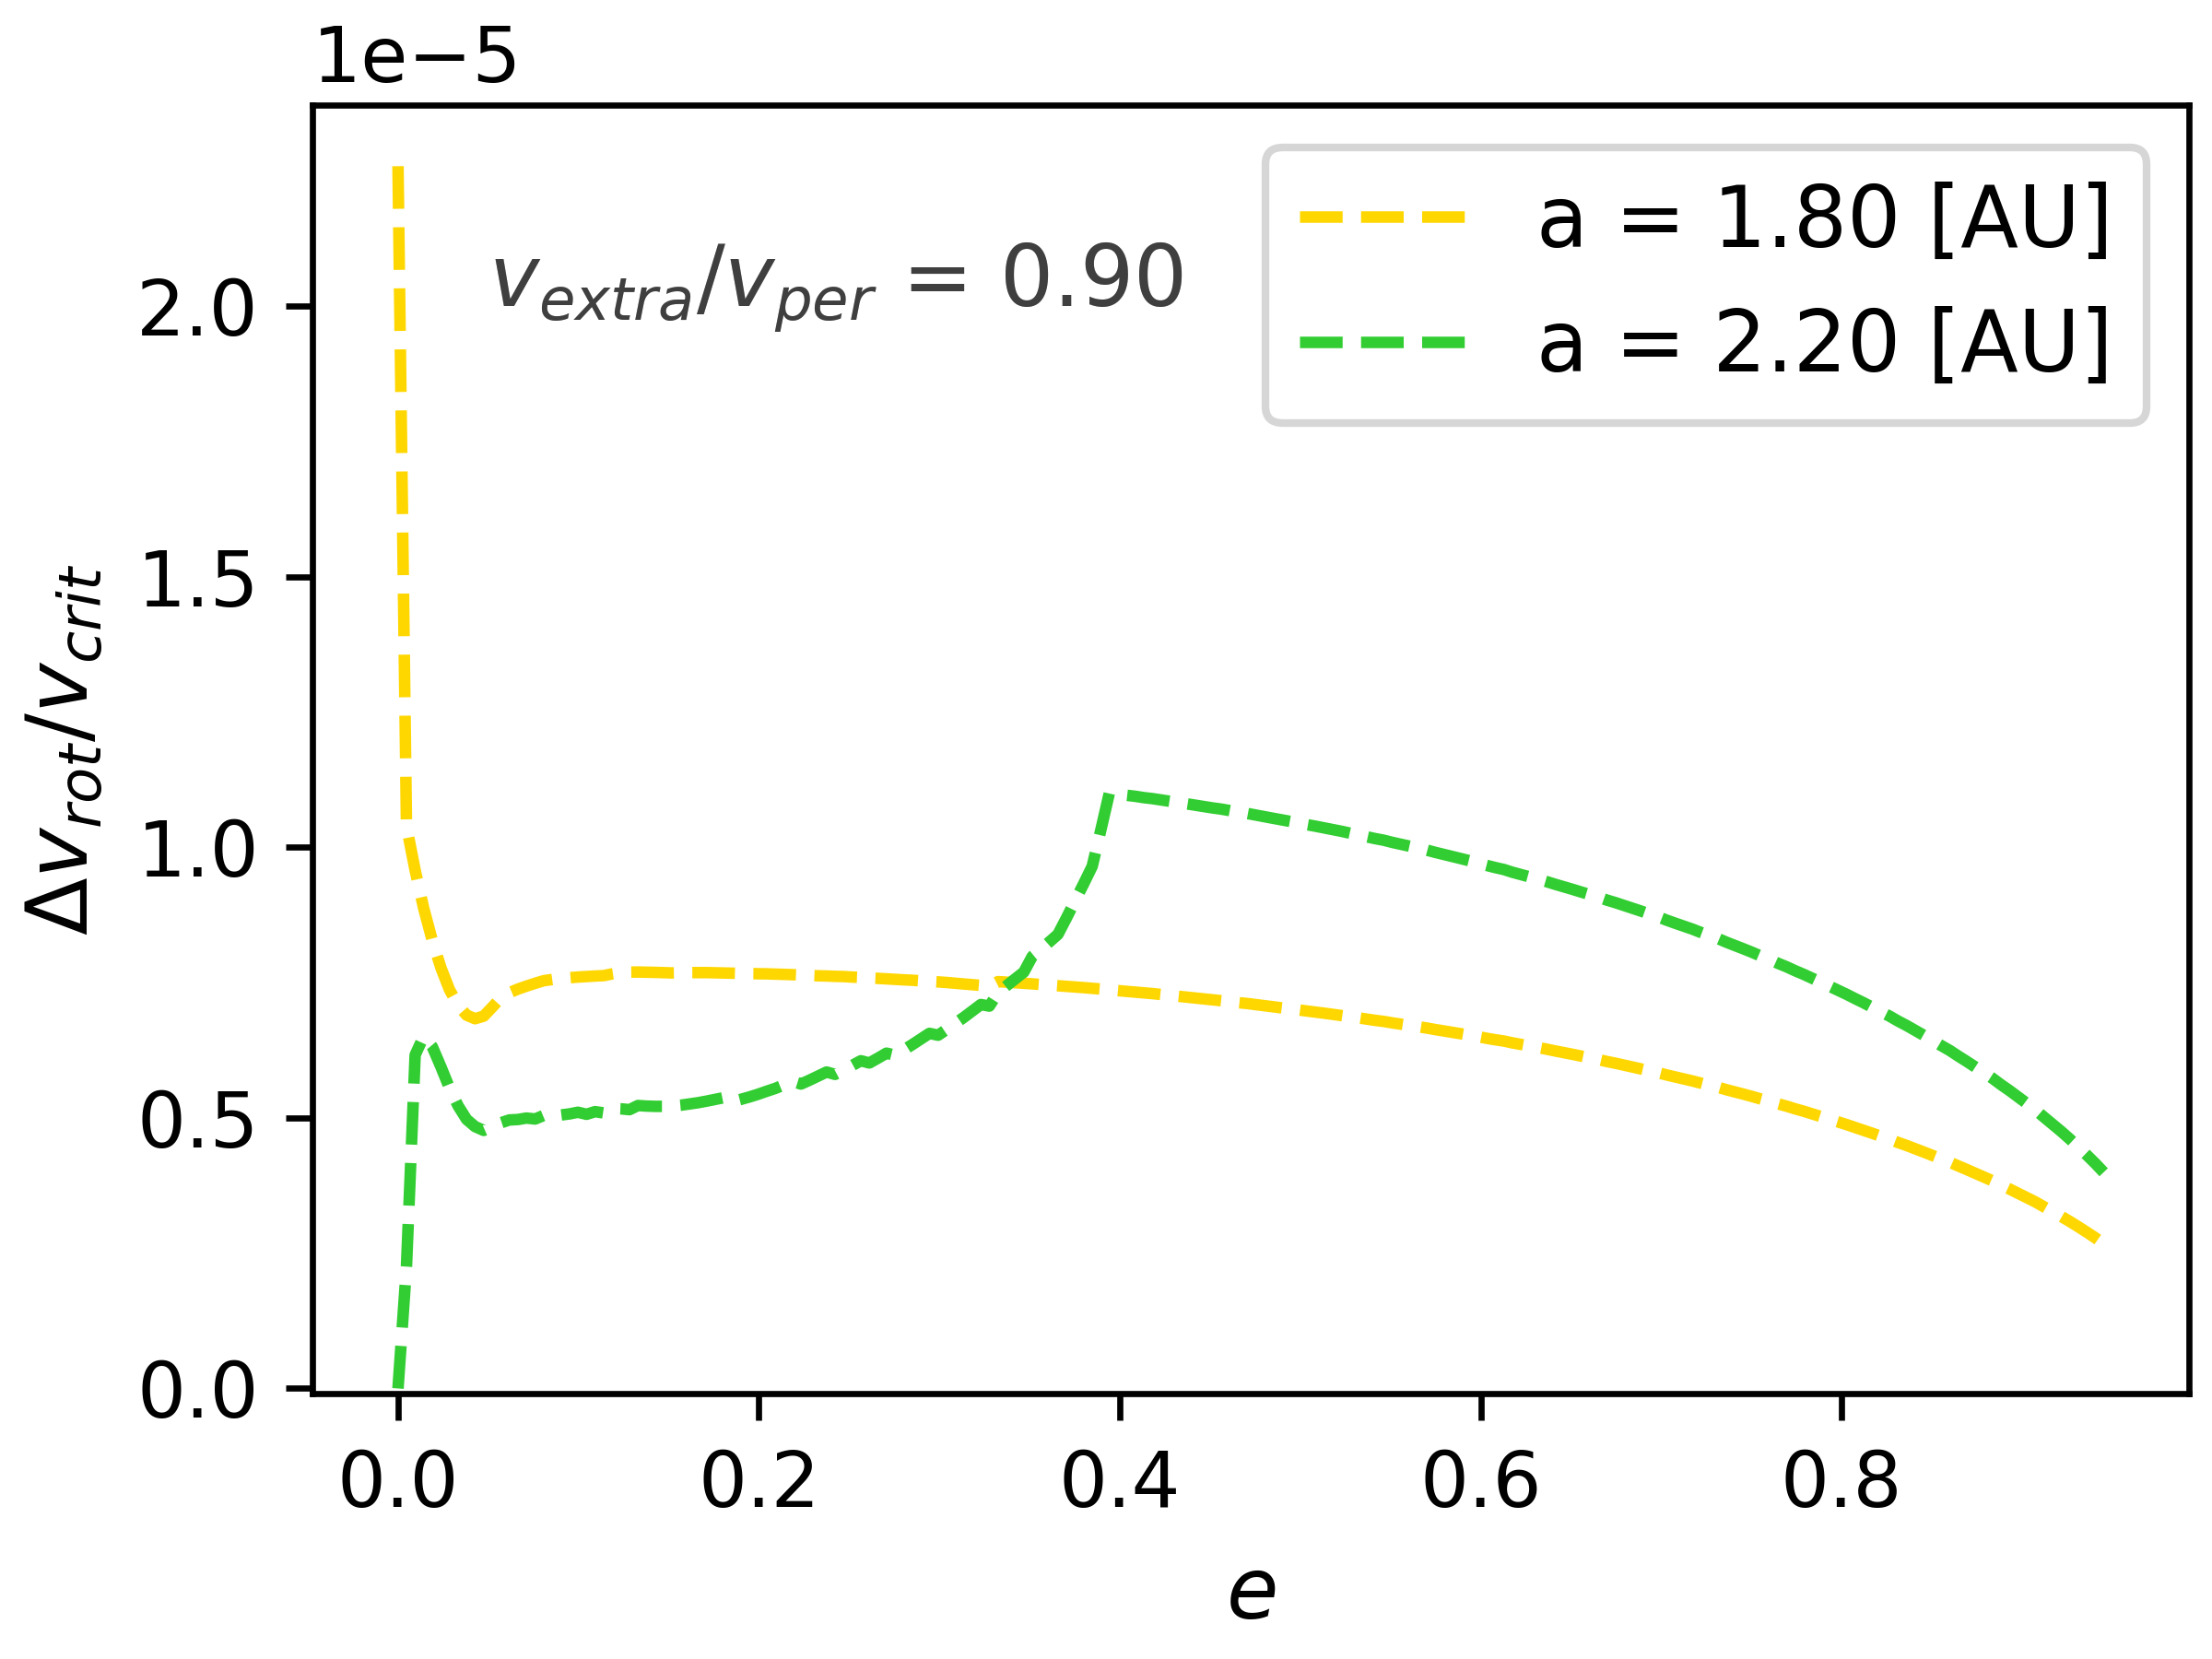 1e−5
v_extra/v_per = 0.90
a = 1.80 [AU]
a = 2.20 [AU]
Δv_rot/v_crit
2.0
1.5
1.0
0.5
0.0
0.0 0.2 0.4 0.6 0.8
e